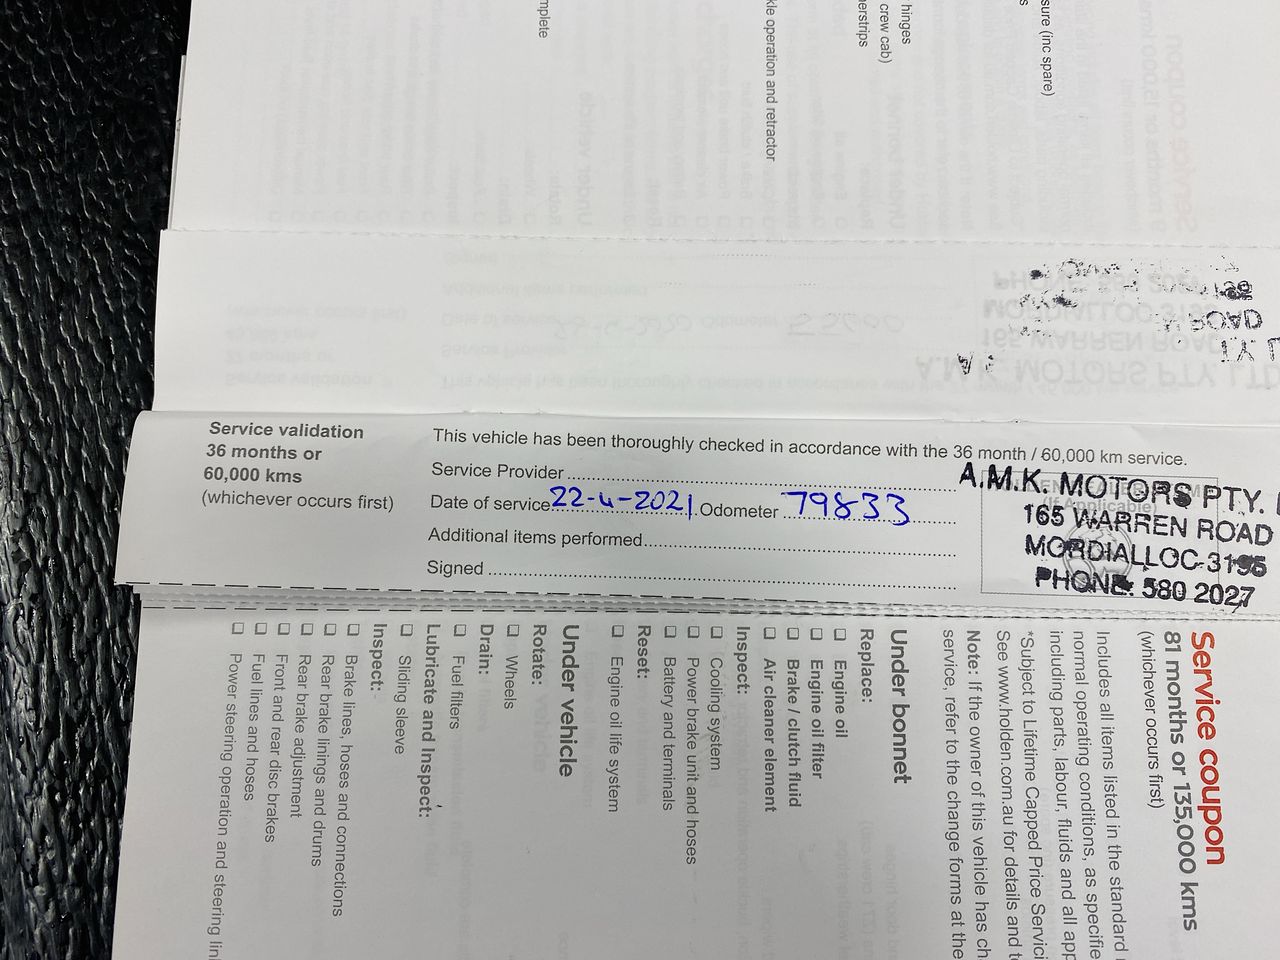 mplete
kle operation and retractor
erstrips
crew cab)
hinges
s
sure (inc spare)
Service validation
36 months or
60,000 kms
(whichever occurs first)
This vehicle has been thoroughly checked in accordance with the 36 month / 60,000 km service.
Service Provider
Date of service 22-4-2021 Odometer 79833
Additional items performed
Signed
A.M.K. MOTORS PTY.
165 WARREN ROAD
MORDIALLOC 3195
PHONE: 580 2027
(If Applicable)
Service coupon
81 months or 135,000 kms
(whichever occurs first)
Includes all items listed in the standard
normal operating conditions, as specifie
including parts, labour, fluids and all app
*Subject to Lifetime Capped Price Servici
See www.holden.com.au for details and t
Note: If the owner of this vehicle has ch
service, refer to the change forms at the
Under bonnet
Replace:
Engine oil
Engine oil filter
Brake / clutch fluid
Air cleaner element
Inspect:
Cooling system
Power brake unit and hoses
Battery and terminals
Reset:
Engine oil life system
Under vehicle
Rotate:
Wheels
Drain:
Fuel filters
Lubricate and Inspect:
Sliding sleeve
Inspect:
Brake lines, hoses and connections
Rear brake linings and drums
Rear brake adjustment
Front and rear disc brakes
Fuel lines and hoses
Power steering operation and steering lin